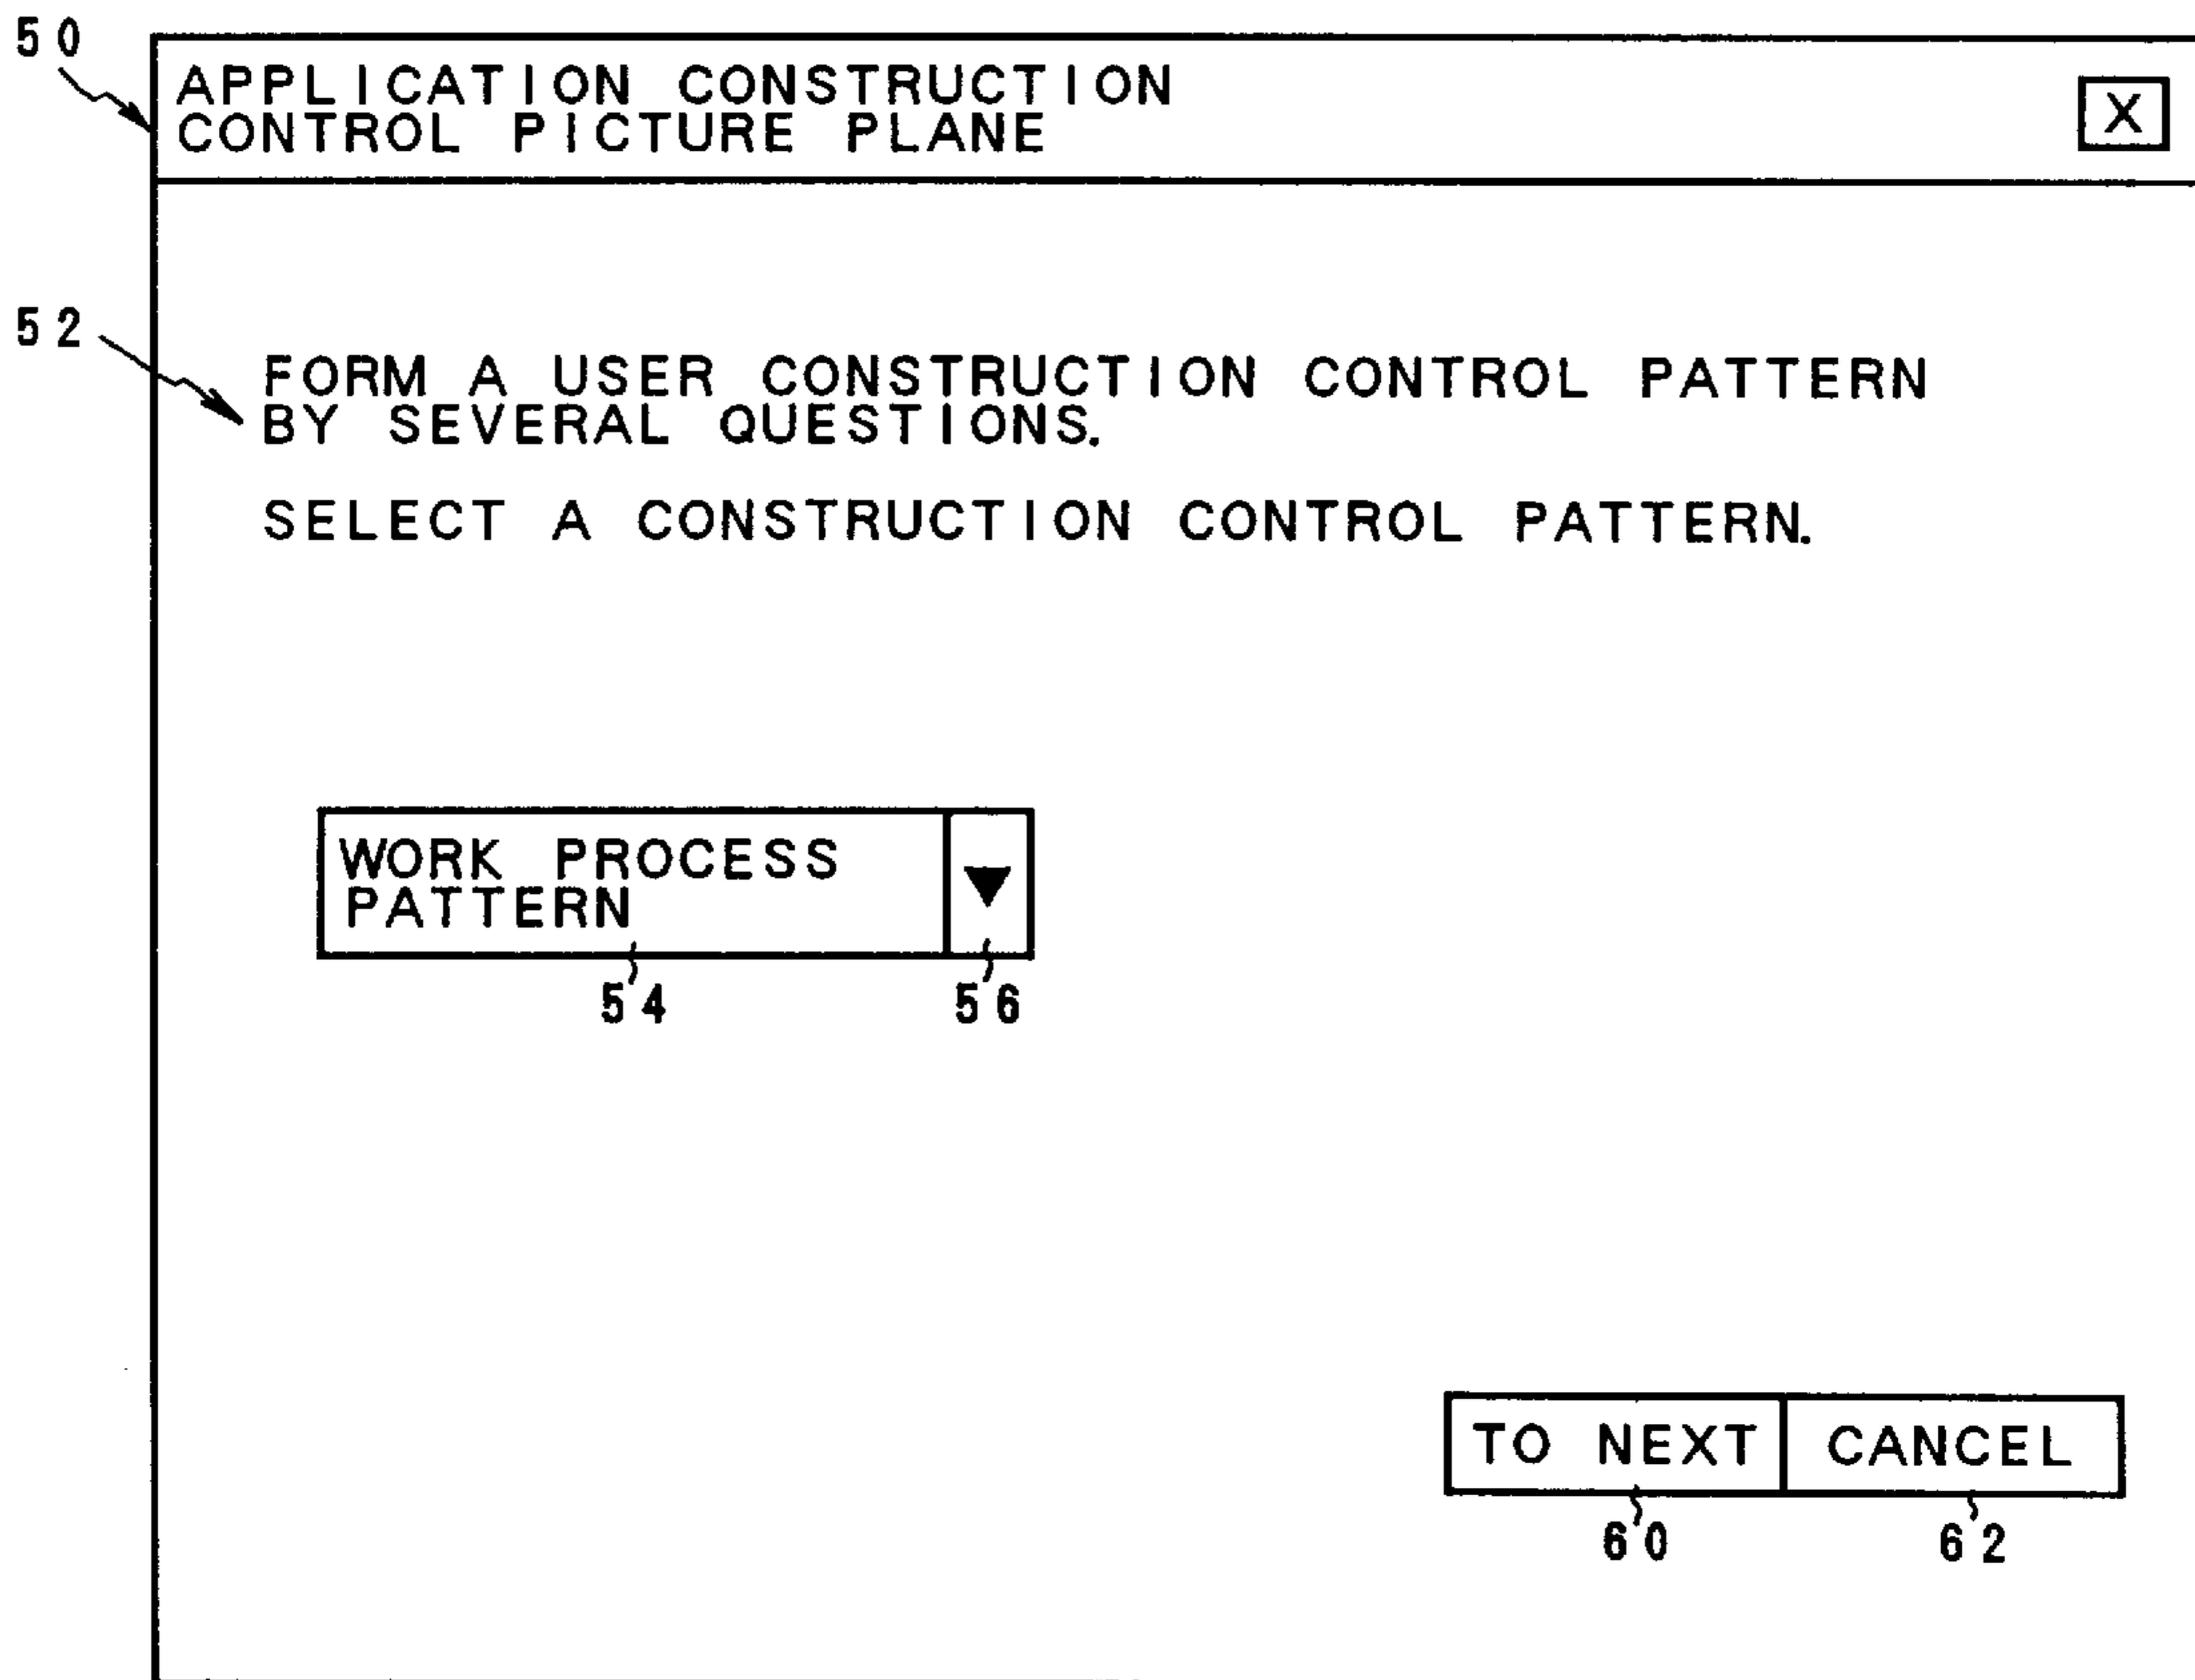 50
APPLICATION CONSTRUCTION
CONTROL PICTURE PLANE
X
52
FORM A USER CONSTRUCTION CONTROL PATTERN
BY SEVERAL QUESTIONS.
SELECT A CONSTRUCTION CONTROL PATTERN.
WORK PROCESS
PATTERN
54 56
TO NEXT CANCEL
60 62